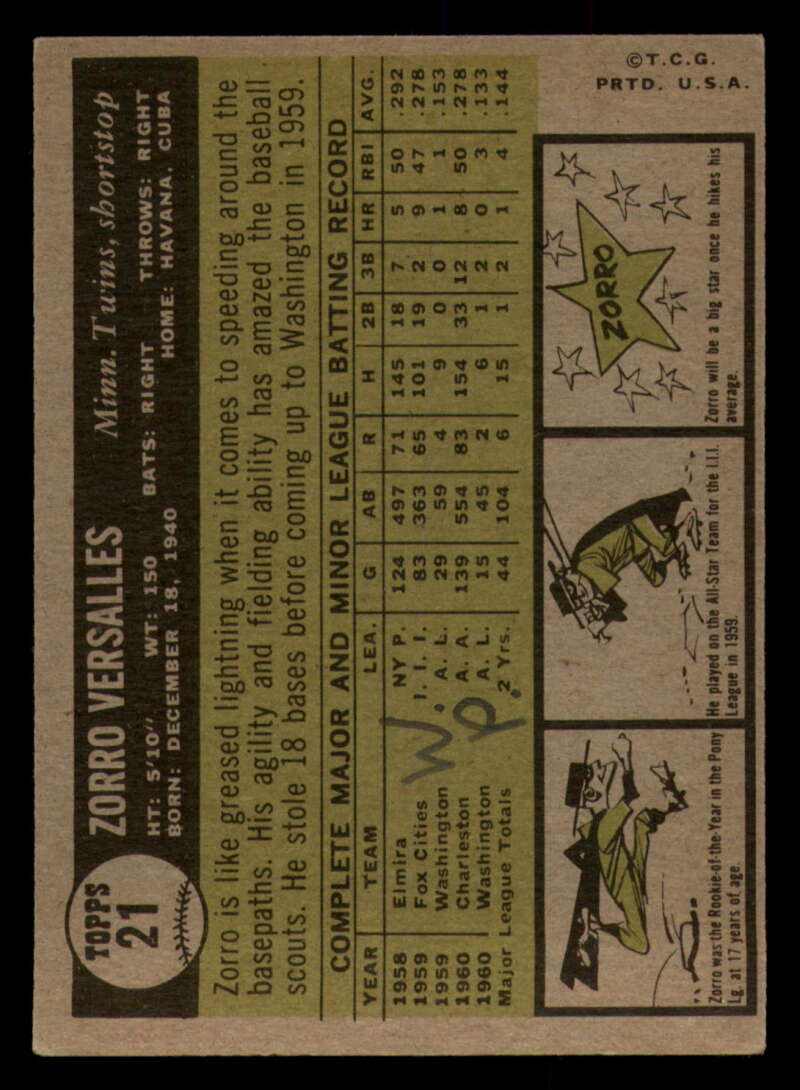 TOPPS
21
ZORRO VERSALLES Minn. Twins, shortstop
HT: 5'10" WT: 150 BATS: RIGHT THROWS: RIGHT
BORN: DECEMBER 18, 1940 HOME: HAVANA, CUBA
Zorro is like greased lightning when it comes to speeding around the
basepaths. His agility and fielding ability has amazed the baseball
scouts. He stole 18 bases before coming up to Washington in 1959.
COMPLETE MAJOR AND MINOR LEAGUE BATTING RECORD
YEAR TEAM LEA. G AB R H 2B 3B HR RBI AVG.
1958 Elmira NY P. 124 497 71 145 18 7 5 50 .292
1959 Fox Cities I. I. I. 83 363 65 101 19 2 9 47 .278
1959 Washington A. L. 29 59 4 9 0 0 1 1 .153
1960 Charleston A. A. 139 554 83 154 33 12 8 50 .278
1960 Washington A. L. 15 45 2 6 1 2 0 3 .133
Major League Totals 2 Yrs. 44 104 6 15 1 2 1 4 .144
W.
P.
Zorro was the Rookie-of-the-Year in the Pony
Lg. at 17 years of age.
He played on the All-Star Team for the I.I.I.
League in 1959.
ZORRO
Zorro will be a big star once he hikes his
average.
©T.C.G.
PRTD. U.S.A.